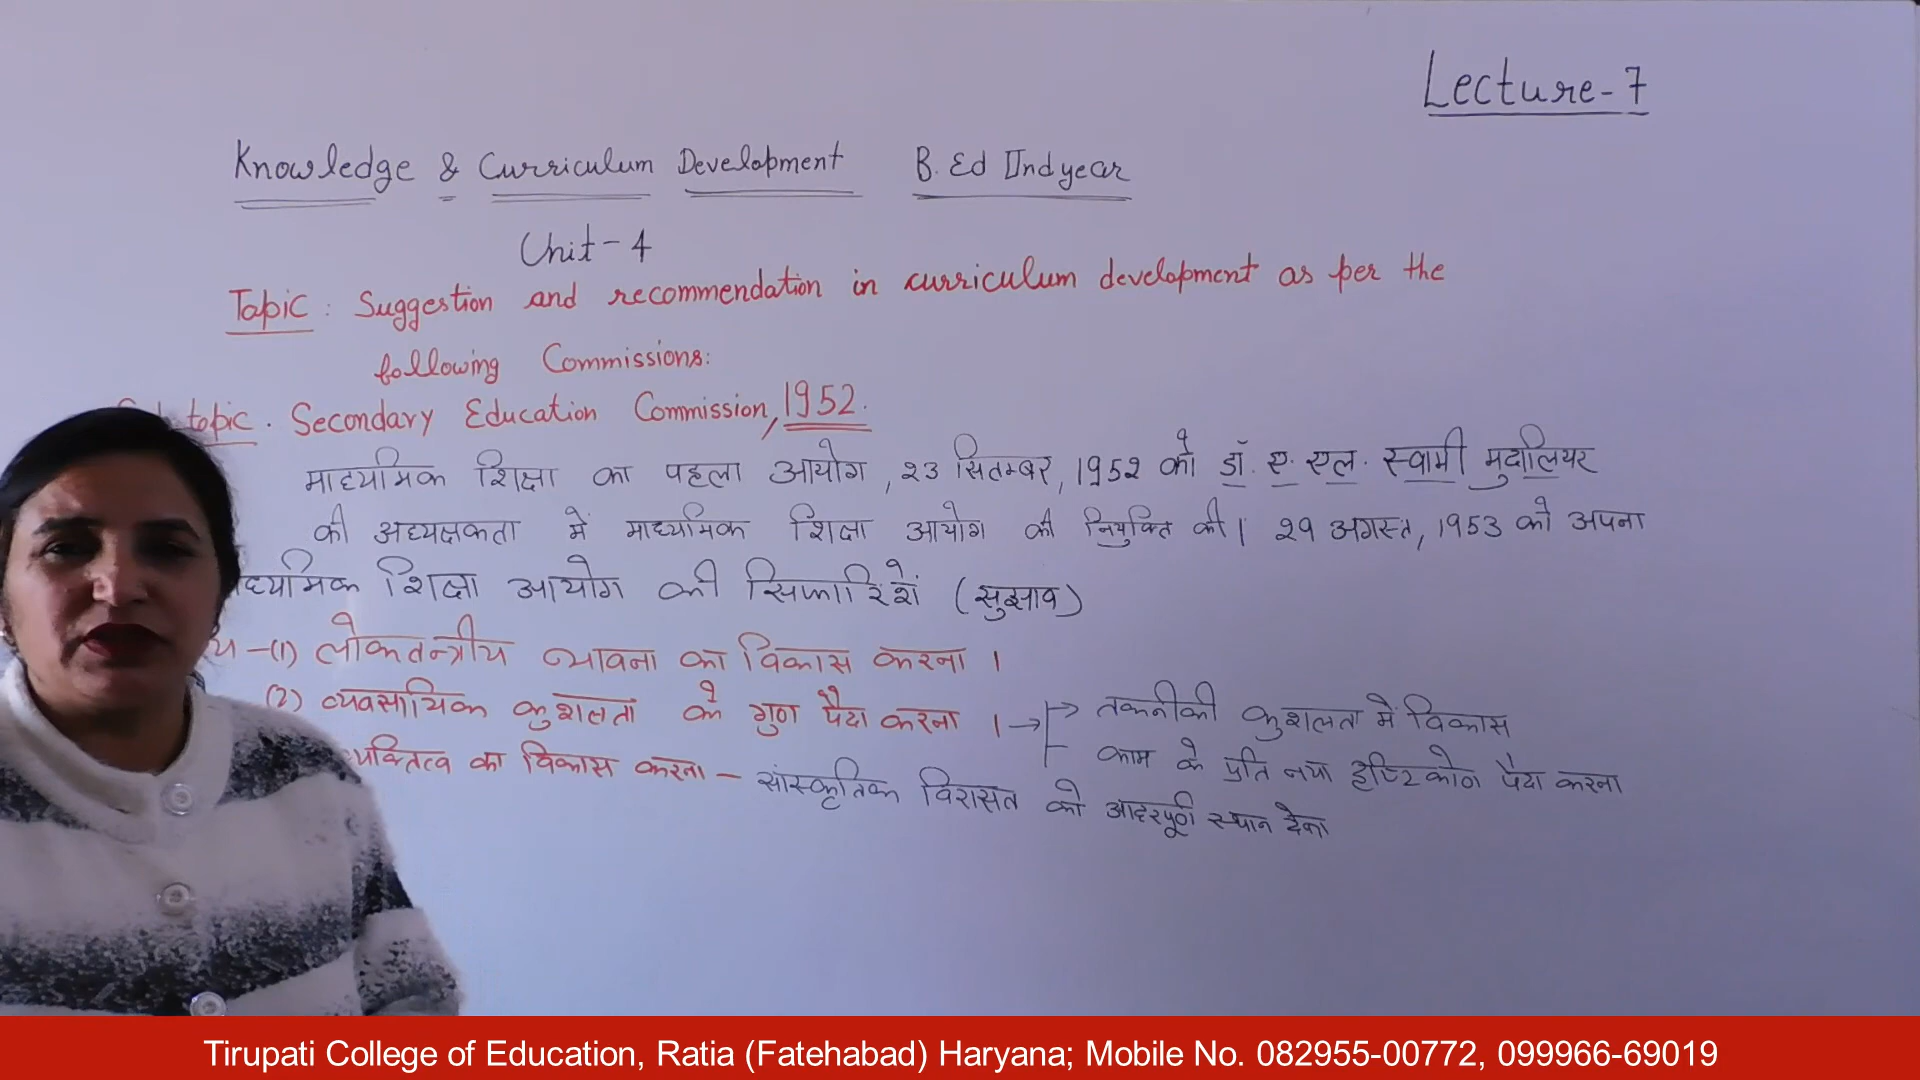 Lecture-7
Knowledge & Curriculum Development B.Ed IInd year
Unit-4
Topic: Suggestion and recommendation in curriculum development as per the
following Commissions:
topic. Secondary Education Commission, 1952.
माध्यमिक शिक्षा का पहला आयोग, 23 सितम्बर, 1952 को डॉ. ए. एल. स्वामी मुदालियर
की अध्यक्षकता में माध्यमिक शिक्षा आयोग की नियुक्ति की। 29 अगस्त, 1953 को अपना
शिक्षा आयोग की सिफारिशें (सुझाव)
(1) लोकतन्त्रीय भावना का विकास करना।
(2) व्यवसायिक कुशलता के गुण पैदा करना। → → तकनीकी कुशलता में विकास
काम के प्रति नया दृष्टिकोण पैदा करना
का विकास करना – सांस्कृतिक विरासत को आदरपूर्ण स्थान देना
Tirupati College of Education, Ratia (Fatehabad) Haryana; Mobile No. 082955-00772, 099966-69019